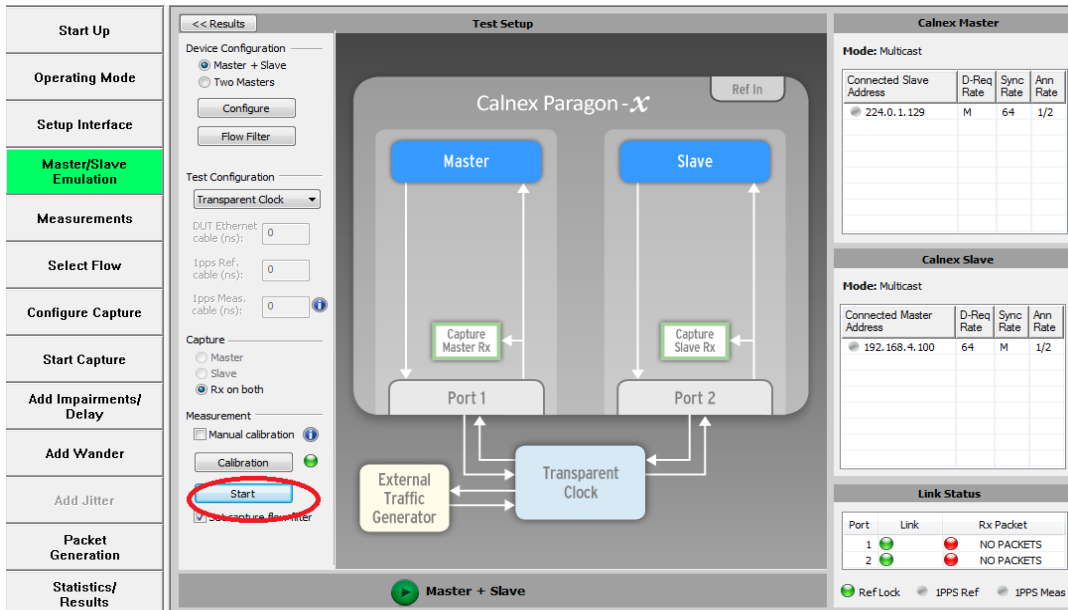 Start Up
Operating Mode
Setup Interface
Master/Slave
Emulation
Measurements
Select Flow
Configure Capture
Start Capture
Add Impairments/
Delay
Add Wander
Add Jitter
Packet
Generation
Statistics/
Results
<< Results
Test Setup
Device Configuration
Master + Slave
Two Masters
Configure
Flow Filter
Test Configuration
Transparent Clock
DUT Ethernet
cable (ns):
0
1pps Ref.
cable (ns):
0
1pps Meas.
cable (ns):
0
Capture
Master
Slave
Rx on both
Measurement
Manual calibration
Calibration
Start
Set capture flow filter
Ref In
Calnex Paragon-x
Master
Slave
Capture
Master Rx
Capture
Slave Rx
Port 1
Port 2
External
Traffic
Generator
Transparent
Clock
Master + Slave
Calnex Master
Mode: Multicast
Connected Slave
Address
D-Req
Rate
Sync
Rate
Ann
Rate
224.0.1.129 M 64 1/2
Calnex Slave
Mode: Multicast
Connected Master
Address
D-Req
Rate
Sync
Rate
Ann
Rate
192.168.4.100 64 M 1/2
Link Status
Port Link Rx Packet
1 NO PACKETS
2 NO PACKETS
Ref Lock 1PPS Ref 1PPS Meas